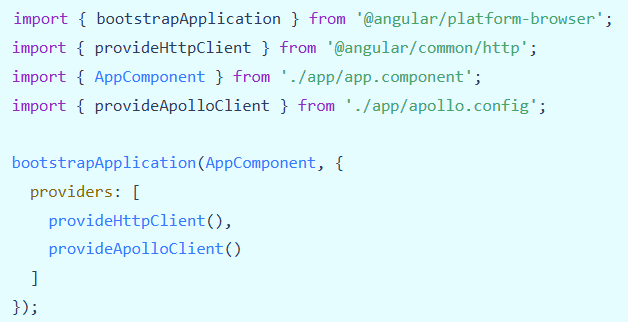 import { bootstrapApplication } from '@angular/platform-browser';
import { provideHttpClient } from '@angular/common/http';
import { AppComponent } from './app/app.component';
import { provideApolloClient } from './app/apollo.config';

bootstrapApplication(AppComponent, {
  providers: [
    provideHttpClient(),
    provideApolloClient()
  ]
});